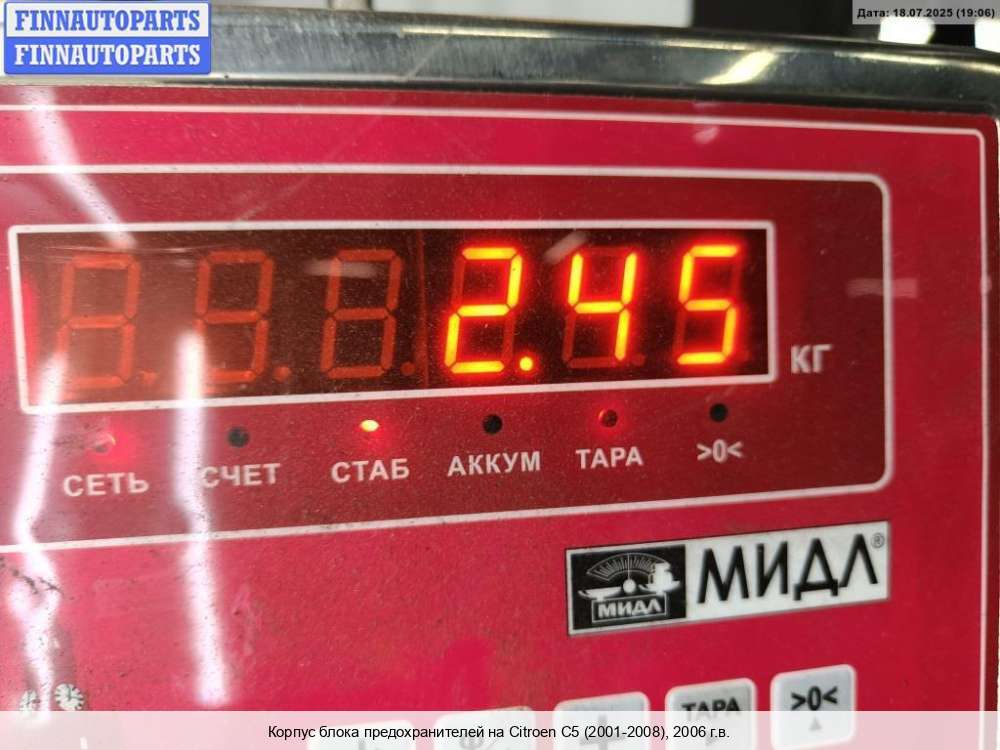 FINNAUTOPARTS
FINNAUTOPARTS
Дата: 18.07.2025 (19:06)
2.45
КГ
СЕТЬ СЧЕТ СТАБ АККУМ ТАРА >0<
МИДЛ МИДЛ®
ТАРА >0<
Корпус блока предохранителей на Citroen C5 (2001-2008), 2006 г.в.